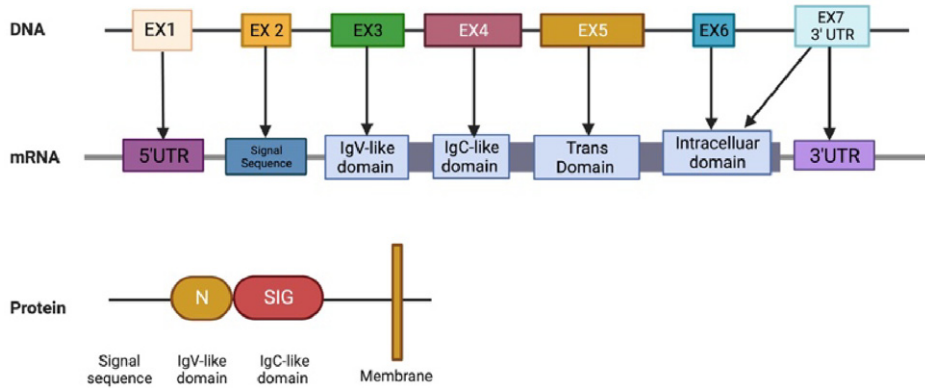 DNA
EX1
EX 2
EX3
EX4
EX5
EX6
EX7
3' UTR
mRNA
5'UTR
Signal
Sequence
IgV-like
domain
IgC-like
domain
Trans
Domain
Intracelluar
domain
3'UTR
Protein
N
SIG
Signal
sequence
IgV-like
domain
IgC-like
domain
Membrane